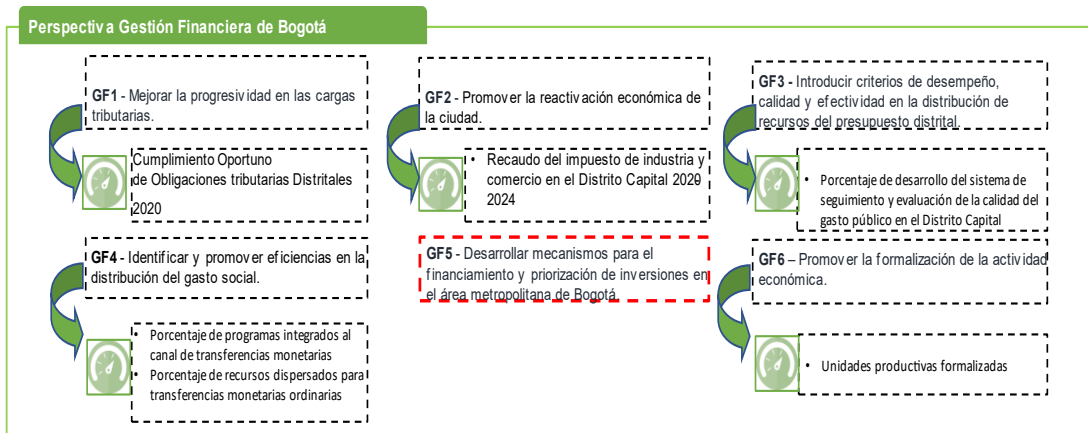 Perspectiva Gestión Financiera de Bogotá
GF1 - Mejorar la progresividad en las cargas
tributarias.
Cumplimiento Oportuno
de Obligaciones tributarias Distritales
2020
GF2 - Promover la reactivación económica de
la ciudad.
• Recaudo del impuesto de industria y
comercio en el Distrito Capital 2020-
2024
GF3 - Introducir criterios de desempeño,
calidad y efectividad en la distribución de
recursos del presupuesto distrital.
• Porcentaje de desarrollo del sistema de
seguimiento y evaluación de la calidad del
gasto público en el Distrito Capital
GF4 - Identificar y promover eficiencias en la
distribución del gasto social.
• Porcentaje de programas integrados al
canal de transferencias monetarias
• Porcentaje de recursos dispersados para
transferencias monetarias ordinarias
GF5 - Desarrollar mecanismos para el
financiamiento y priorización de inversiones en
el área metropolitana de Bogotá.
GF6 – Promover la formalización de la actividad
económica.
• Unidades productivas formalizadas